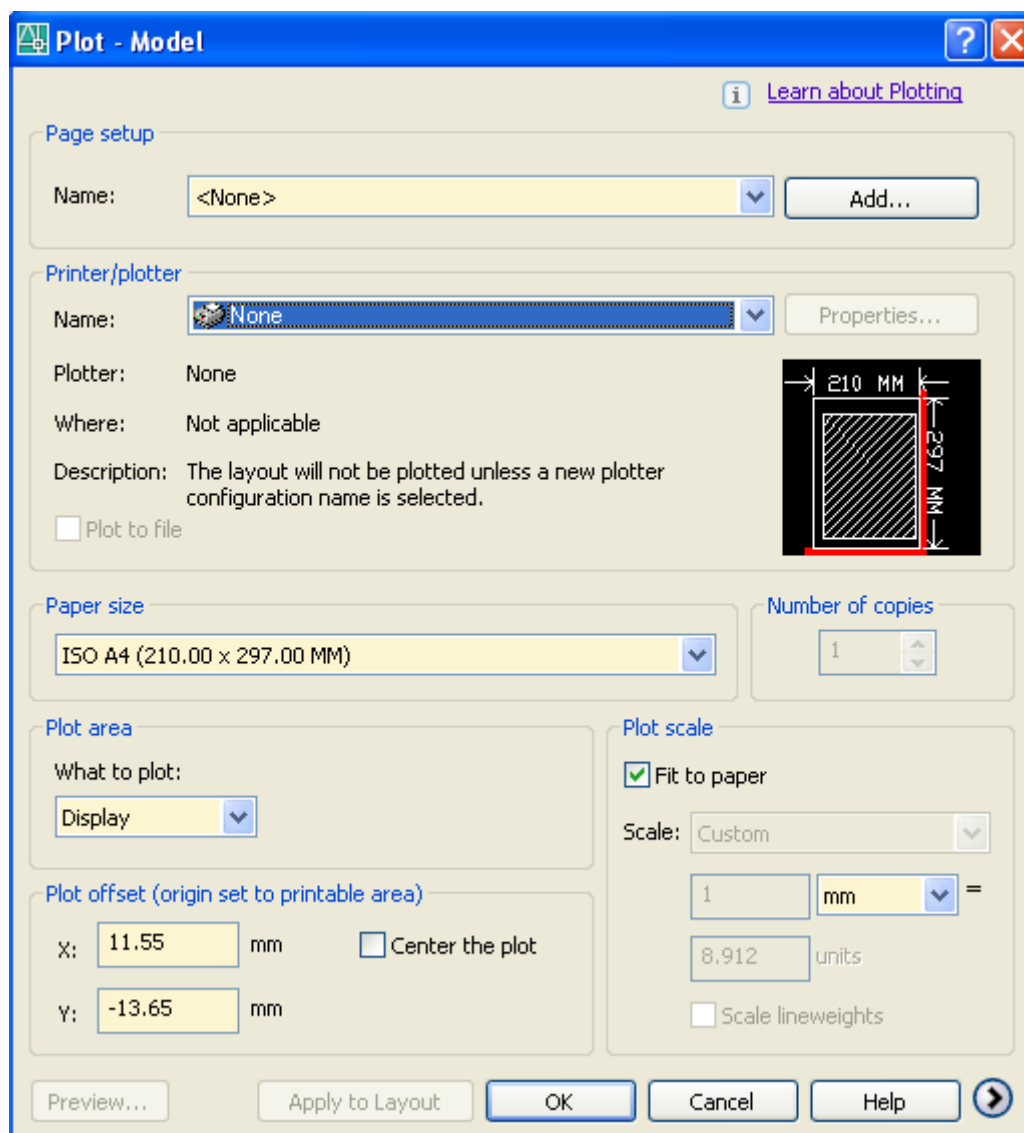 Plot - Model
Learn about Plotting
Page setup
Name: <None> Add...
Printer/plotter
Name: None Properties...
Plotter: None
Where: Not applicable
Description: The layout will not be plotted unless a new plotter
configuration name is selected.
Plot to file
210 MM
297 MM
Paper size
ISO A4 (210.00 x 297.00 MM)
Number of copies
1
Plot area
What to plot:
Display
Plot offset (origin set to printable area)
X: 11.55 mm Center the plot
Y: -13.65 mm
Plot scale
Fit to paper
Scale: Custom
1 mm =
8.912 units
Scale lineweights
Preview... Apply to Layout OK Cancel Help